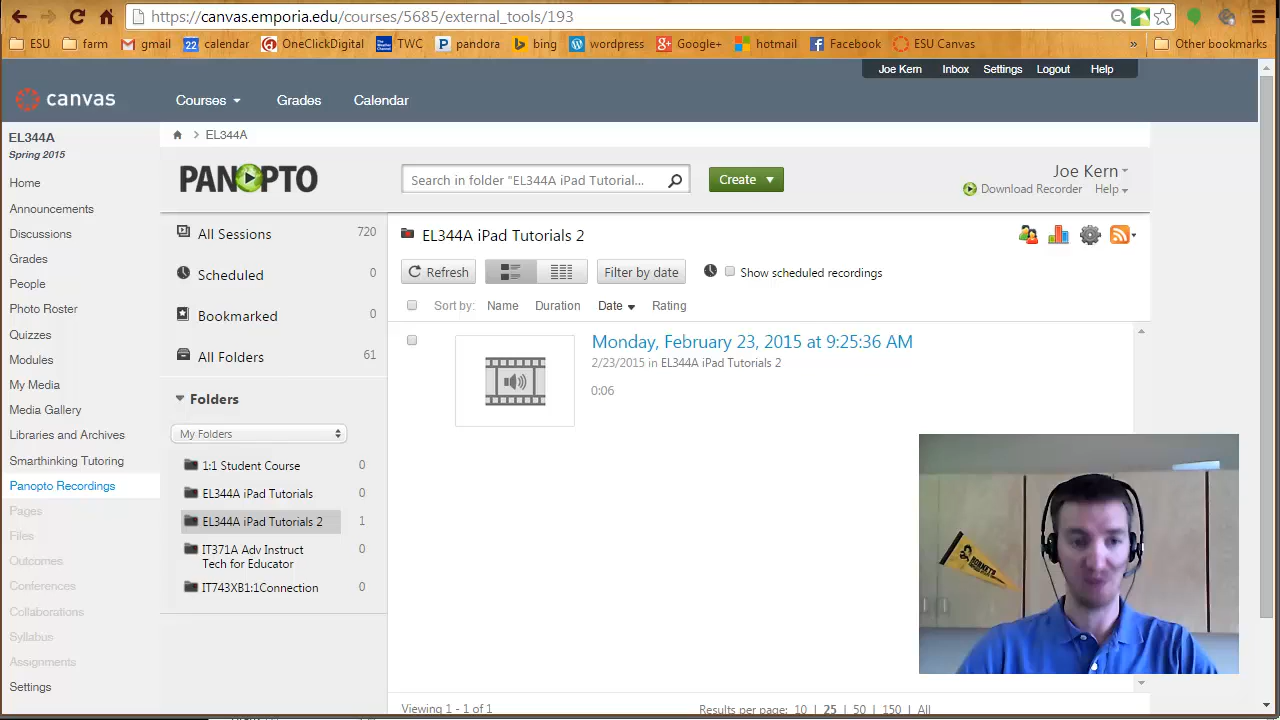 https://canvas.emporia.edu/courses/5685/external_tools/193
ESU farm gmail 22 calendar OneClickDigital TWC pandora bing wordpress Google+ hotmail Facebook ESU Canvas » Other bookmarks
Joe Kern Inbox Settings Logout Help
canvas Courses Grades Calendar
EL344A
Spring 2015
Home
Announcements
Discussions
Grades
People
Photo Roster
Quizzes
Modules
My Media
Media Gallery
Libraries and Archives
Smarthinking Tutoring
Panopto Recordings
Pages
Files
Outcomes
Conferences
Collaborations
Syllabus
Assignments
Settings
> EL344A
PANOPTO
Search in folder "EL344A iPad Tutorial...
Create
Joe Kern
Download Recorder Help
All Sessions 720
Scheduled 0
Bookmarked 0
All Folders 61
Folders
My Folders
1:1 Student Course 0
EL344A iPad Tutorials 0
EL344A iPad Tutorials 2 1
IT371A Adv Instruct 0
Tech for Educator
IT743XB1:1Connection 0
EL344A iPad Tutorials 2
Refresh Filter by date Show scheduled recordings
Sort by: Name Duration Date Rating
Monday, February 23, 2015 at 9:25:36 AM
2/23/2015 in EL344A iPad Tutorials 2
0:06
HORNETS
Viewing 1 - 1 of 1 Results per page: 10 | 25 | 50 | 150 | All